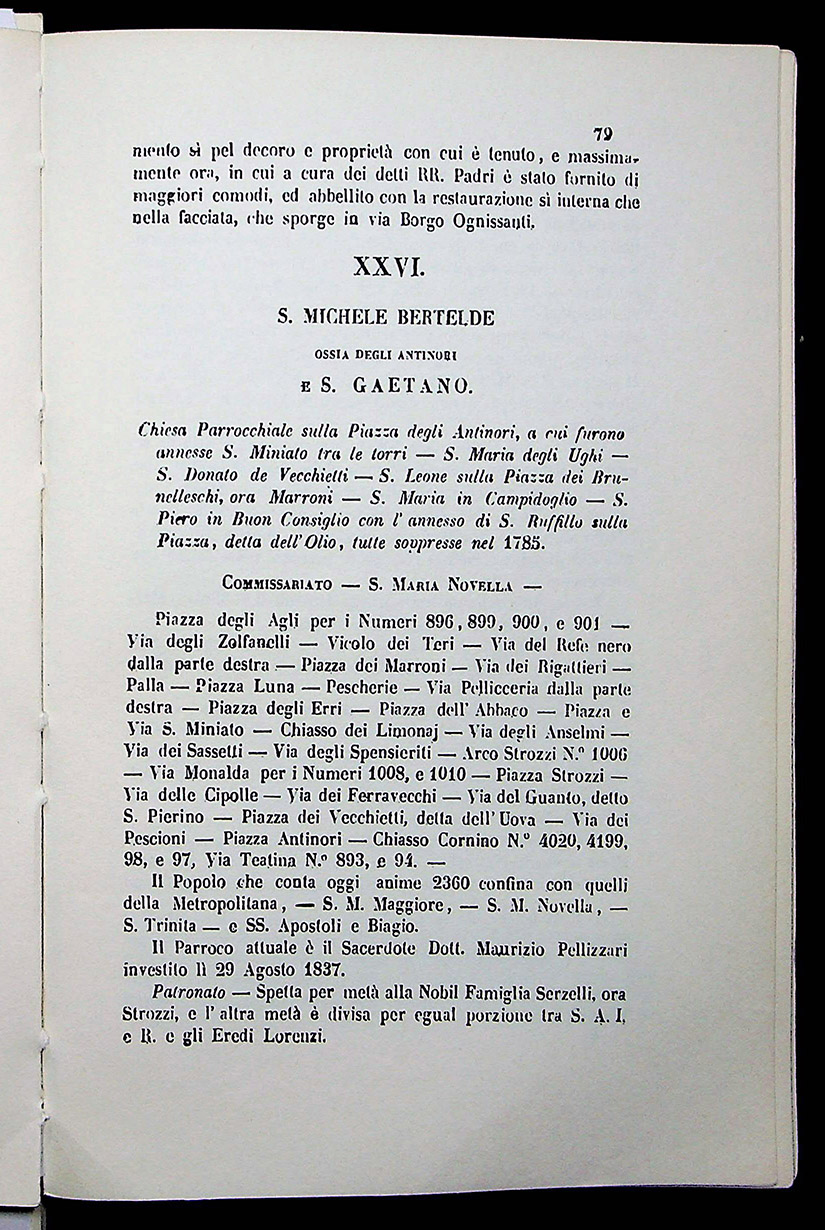 79
mento sì pel decoro e proprietà con cui è tenuto, e massima-
mente ora, in cui a cura dei detti RR. Padri è stato fornito di
maggiori comodi, ed abbellito con la restaurazione sì interna che
nella facciata, che sporge in via Borgo Ognissanti.
XXVI.
S. MICHELE BERTELDE
OSSIA DEGLI ANTINORI
E S. GAETANO.
Chiesa Parrocchiale sulla Piazza degli Antinori, a cui furono
annesse S. Miniato tra le torri — S. Maria degli Ughi —
S. Donato de Vecchietti — S. Leone sulla Piazza dei Bru-
nelleschi, ora Marroni — S. Maria in Campidoglio — S.
Piero in Buon Consiglio con l' annesso di S. Ruffillo sulla
Piazza, detta dell'Olio, tutte soppresse nel 1785.
COMMISSARIATO — S. MARIA NOVELLA —
Piazza degli Agli per i Numeri 896, 899, 900, e 901 —
Via degli Zolfanelli — Vicolo dei Teri — Via del Refe nero
dalla parte destra — Piazza dei Marroni — Via dei Rigattieri —
Palla — Piazza Luna — Pescherie — Via Pellicceria dalla parte
destra — Piazza degli Erri — Piazza dell' Abbaco — Piazza e
Via S. Miniato — Chiasso dei Limonaj — Via degli Anselmi —
Via dei Sassetti — Via degli Spensieriti — Arco Strozzi N.º 1006
— Via Monalda per i Numeri 1008, e 1010 — Piazza Strozzi —
Via delle Cipolle — Via dei Ferravecchi — Via del Guanto, detto
S. Pierino — Piazza dei Vecchietti, detta dell' Uova — Via dei
Pescioni — Piazza Antinori — Chiasso Cornino N.º 4020, 4199,
98, e 97, Via Teatina N.º 893, e 94. —
Il Popolo che conta oggi anime 2360 confina con quelli
della Metropolitana, — S. M. Maggiore, — S. M. Novella, —
S. Trinita — e SS. Apostoli e Biagio.
Il Parroco attuale è il Sacerdote Dott. Maurizio Pellizzari
investito lì 29 Agosto 1837.
Patronato — Spetta per metà alla Nobil Famiglia Serzelli, ora
Strozzi, e l' altra metà è divisa per egual porzione tra S. A. I,
e R. e gli Eredi Lorenzi.